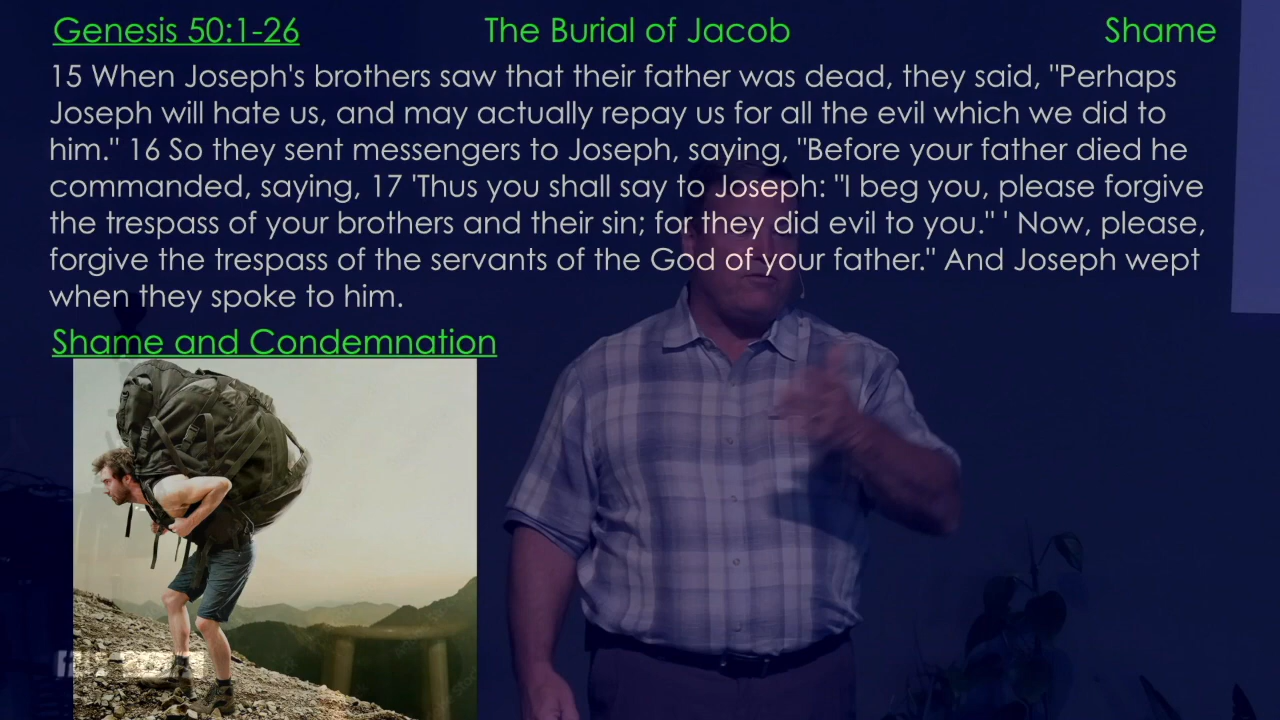 Genesis 50:1-26 The Burial of Jacob Shame
15 When Joseph's brothers saw that their father was dead, they said, "Perhaps
Joseph will hate us, and may actually repay us for all the evil which we did to
him." 16 So they sent messengers to Joseph, saying, "Before your father died he
commanded, saying, 17 'Thus you shall say to Joseph: "I beg you, please forgive
the trespass of your brothers and their sin; for they did evil to you." ' Now, please,
forgive the trespass of the servants of the God of your father." And Joseph wept
when they spoke to him.
Shame and Condemnation